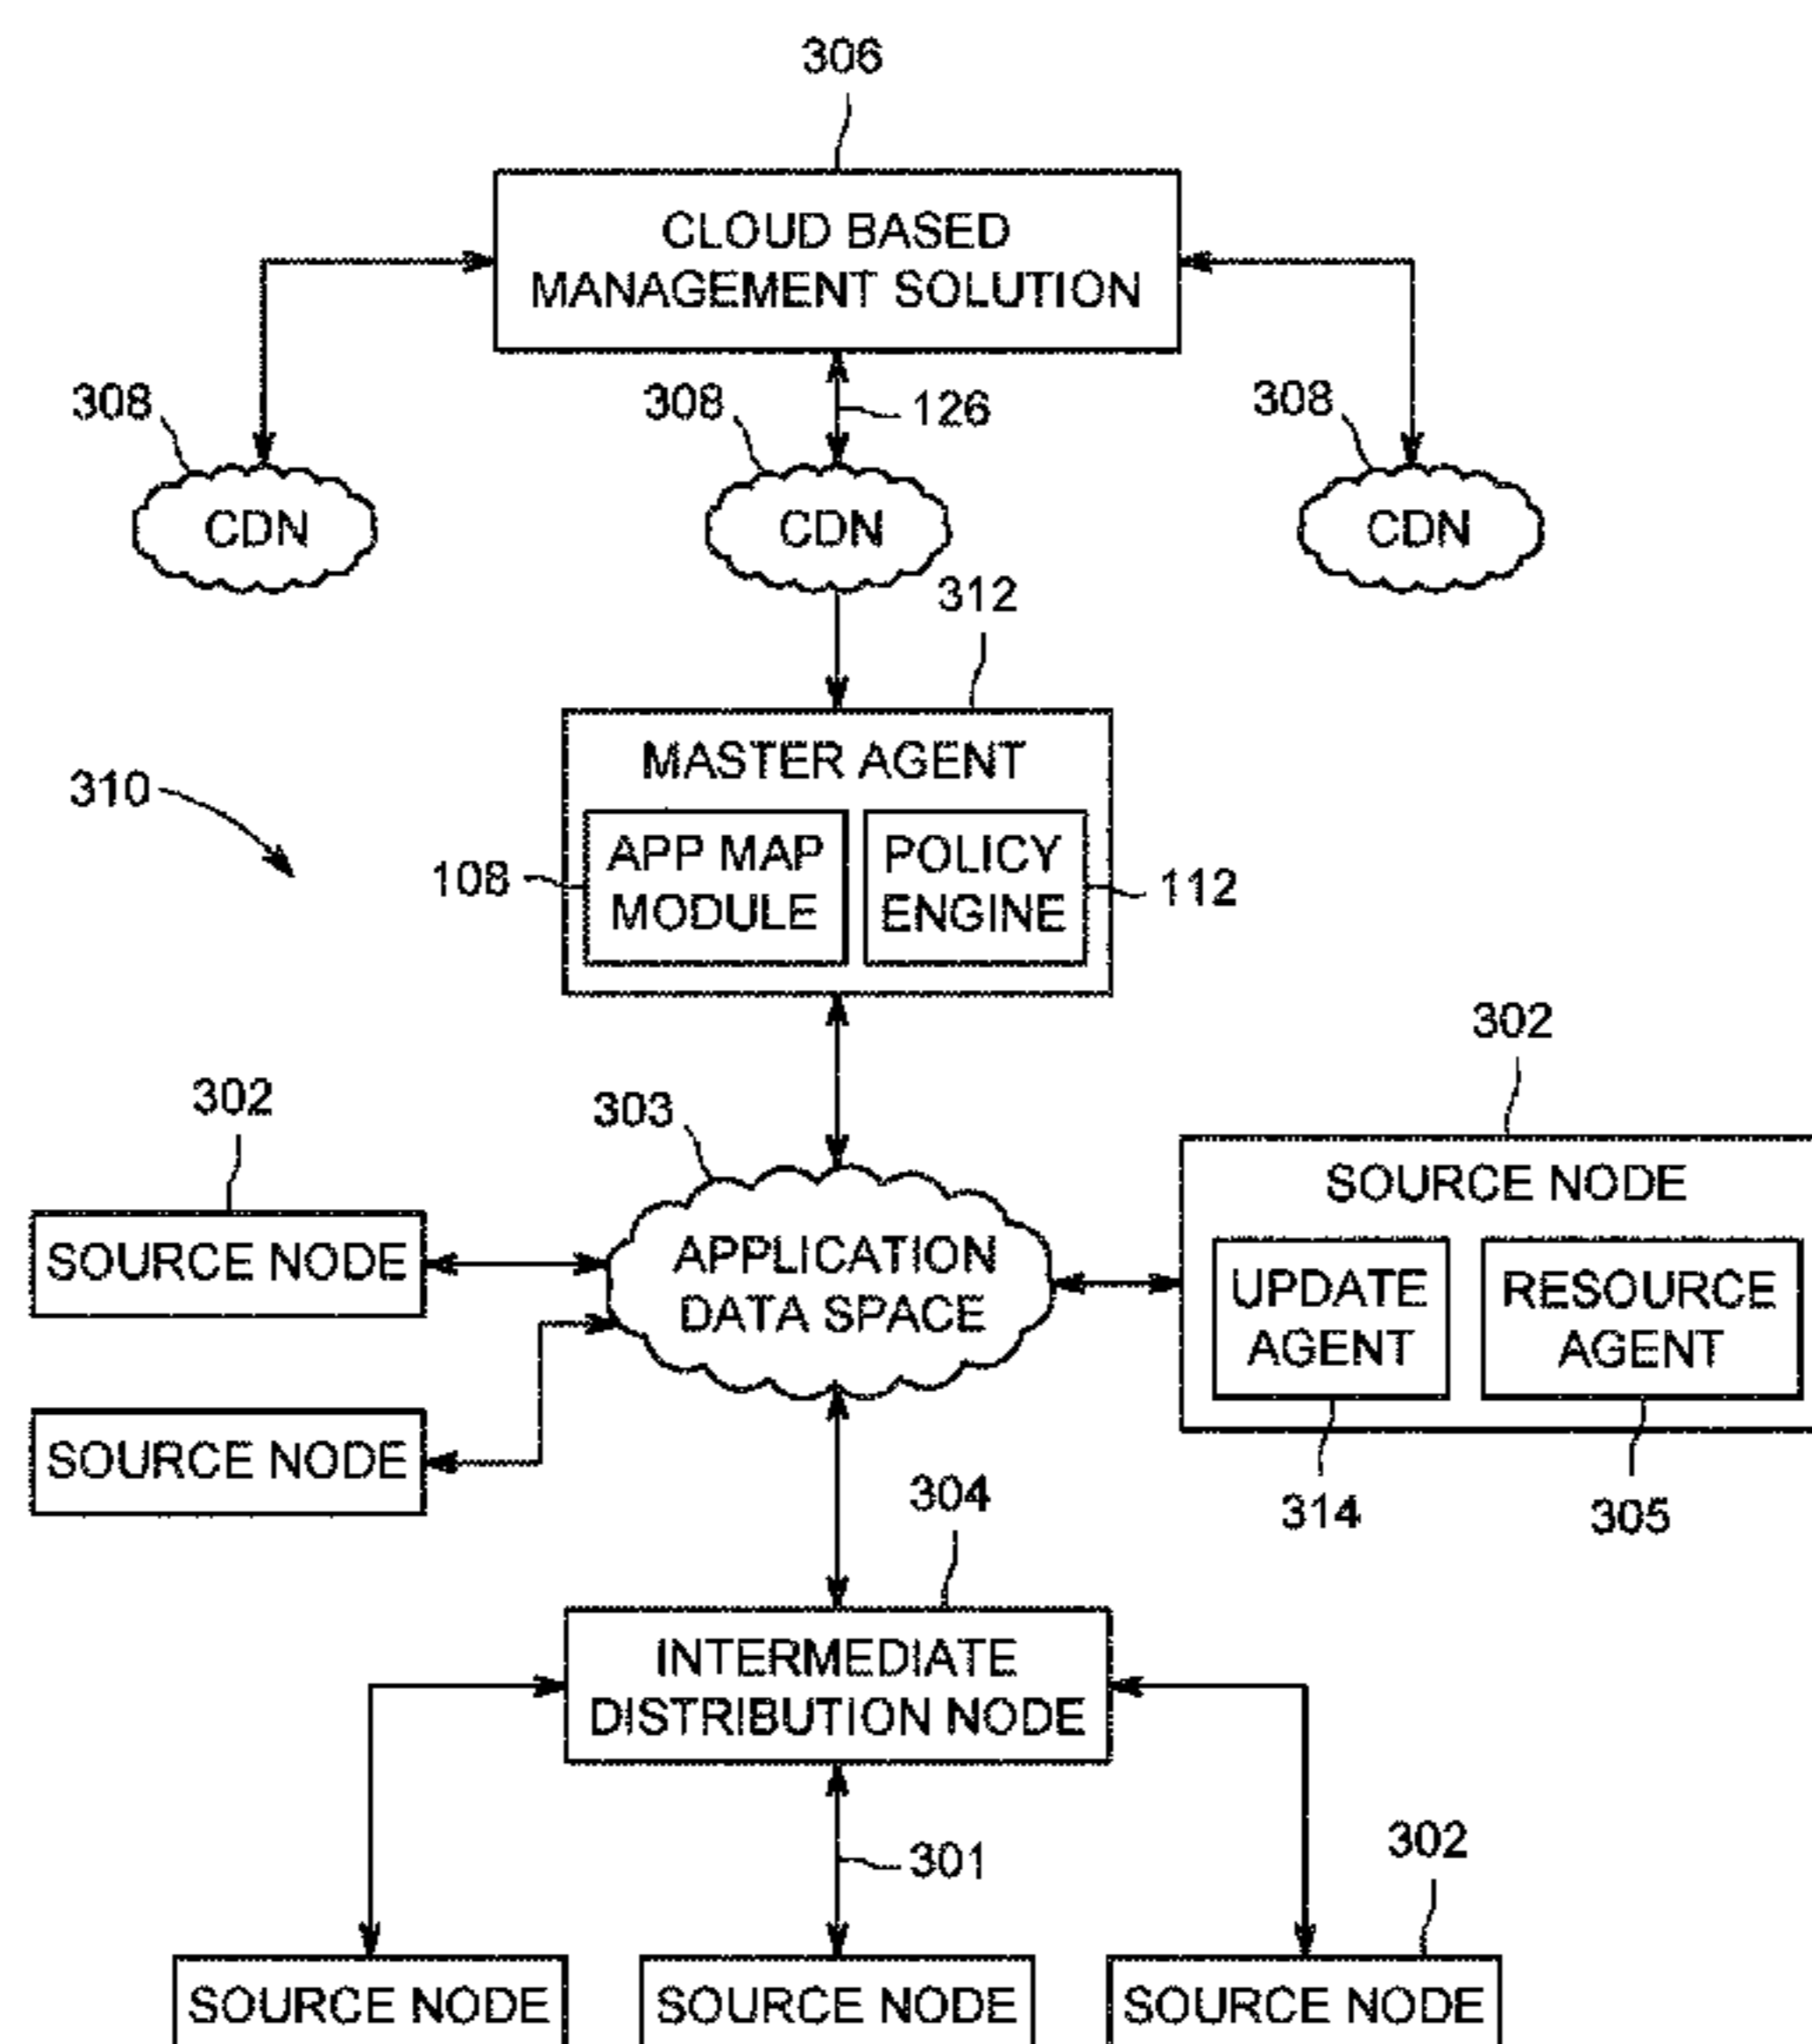 306
CLOUD BASED
MANAGEMENT SOLUTION
308
308
126
308
CDN
CDN
CDN
312
MASTER AGENT
310
APP MAP
MODULE
POLICY
ENGINE
108
112
302
302
303
SOURCE NODE
SOURCE NODE
APPLICATION
DATA SPACE
UPDATE
AGENT
RESOURCE
AGENT
SOURCE NODE
304
314
305
INTERMEDIATE
DISTRIBUTION NODE
301
302
SOURCE NODE
SOURCE NODE
SOURCE NODE